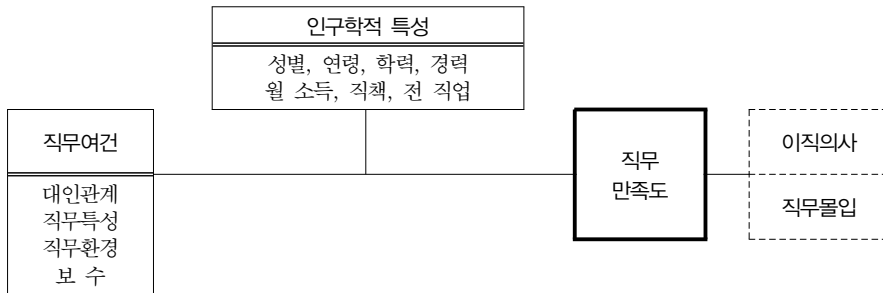 인구학적 특성
성별, 연령, 학력, 경력
월 소득, 직책, 전 직업
직무여건
대인관계
직무특성
직무환경
보 수
직무
만족도
이직의사
직무몰입